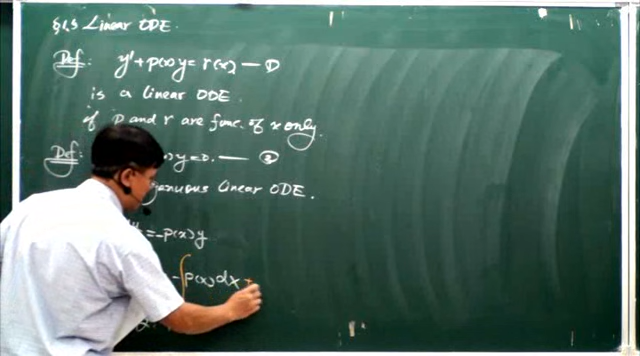 §1.5 Linear ODE.
Def: y' + p(x)y = r(x) — ①
is a linear ODE.
if p and r are func. of x only.
Def: y = 0. — ②
Linear ODE.
= -p(x)y
-∫p(x)dx +